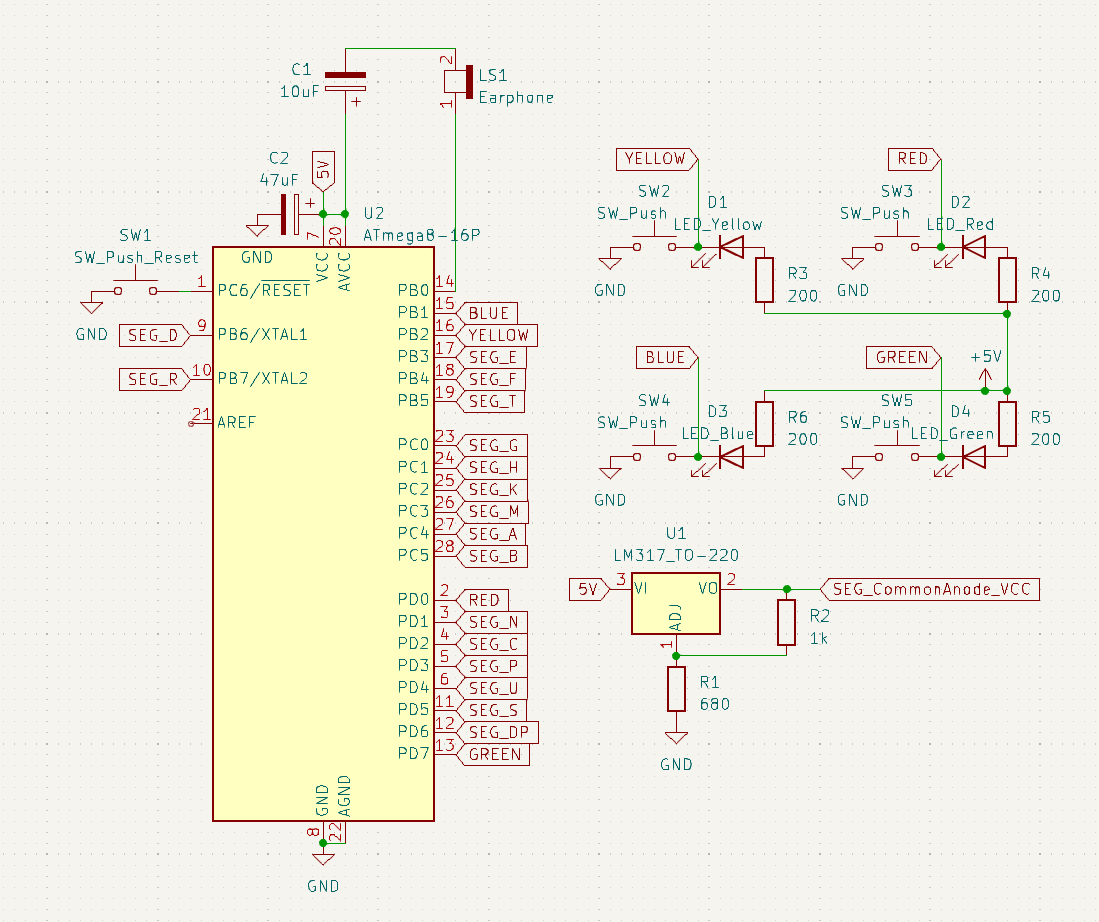 C1
10uF
+
2
1
LS1
Earphone
C2
47uF
+
GND
5V
7
20
U2
ATmega8-16P
SW1
SW_Push_Reset
GND
1
PC6/RESET
SEG_D
9
PB6/XTAL1
SEG_R
10
PB7/XTAL2
21
AREF
VCC
AVCC
PB0
14
PB1
15
BLUE
PB2
16
YELLOW
PB3
17
SEG_E
PB4
18
SEG_F
PB5
19
SEG_T
PC0
23
SEG_G
PC1
24
SEG_H
PC2
25
SEG_K
PC3
26
SEG_M
PC4
27
SEG_A
PC5
28
SEG_B
PD0
2
RED
PD1
3
SEG_N
PD2
4
SEG_C
PD3
5
SEG_P
PD4
6
SEG_U
PD5
11
SEG_S
PD6
12
SEG_DP
PD7
13
GREEN
GND
AGND
8
22
GND
YELLOW
SW2
SW_Push
D1
LED_Yellow
GND
R3
200
RED
SW3
SW_Push
D2
LED_Red
GND
R4
200
BLUE
SW4
SW_Push
D3
LED_Blue
GND
R6
200
GREEN
+5V
SW5
SW_Push
D4
LED_Green
GND
R5
200
U1
LM317_TO-220
5V
3
VI
VO
2
ADJ
1
SEG_CommonAnode_VCC
R2
1k
R1
680
GND